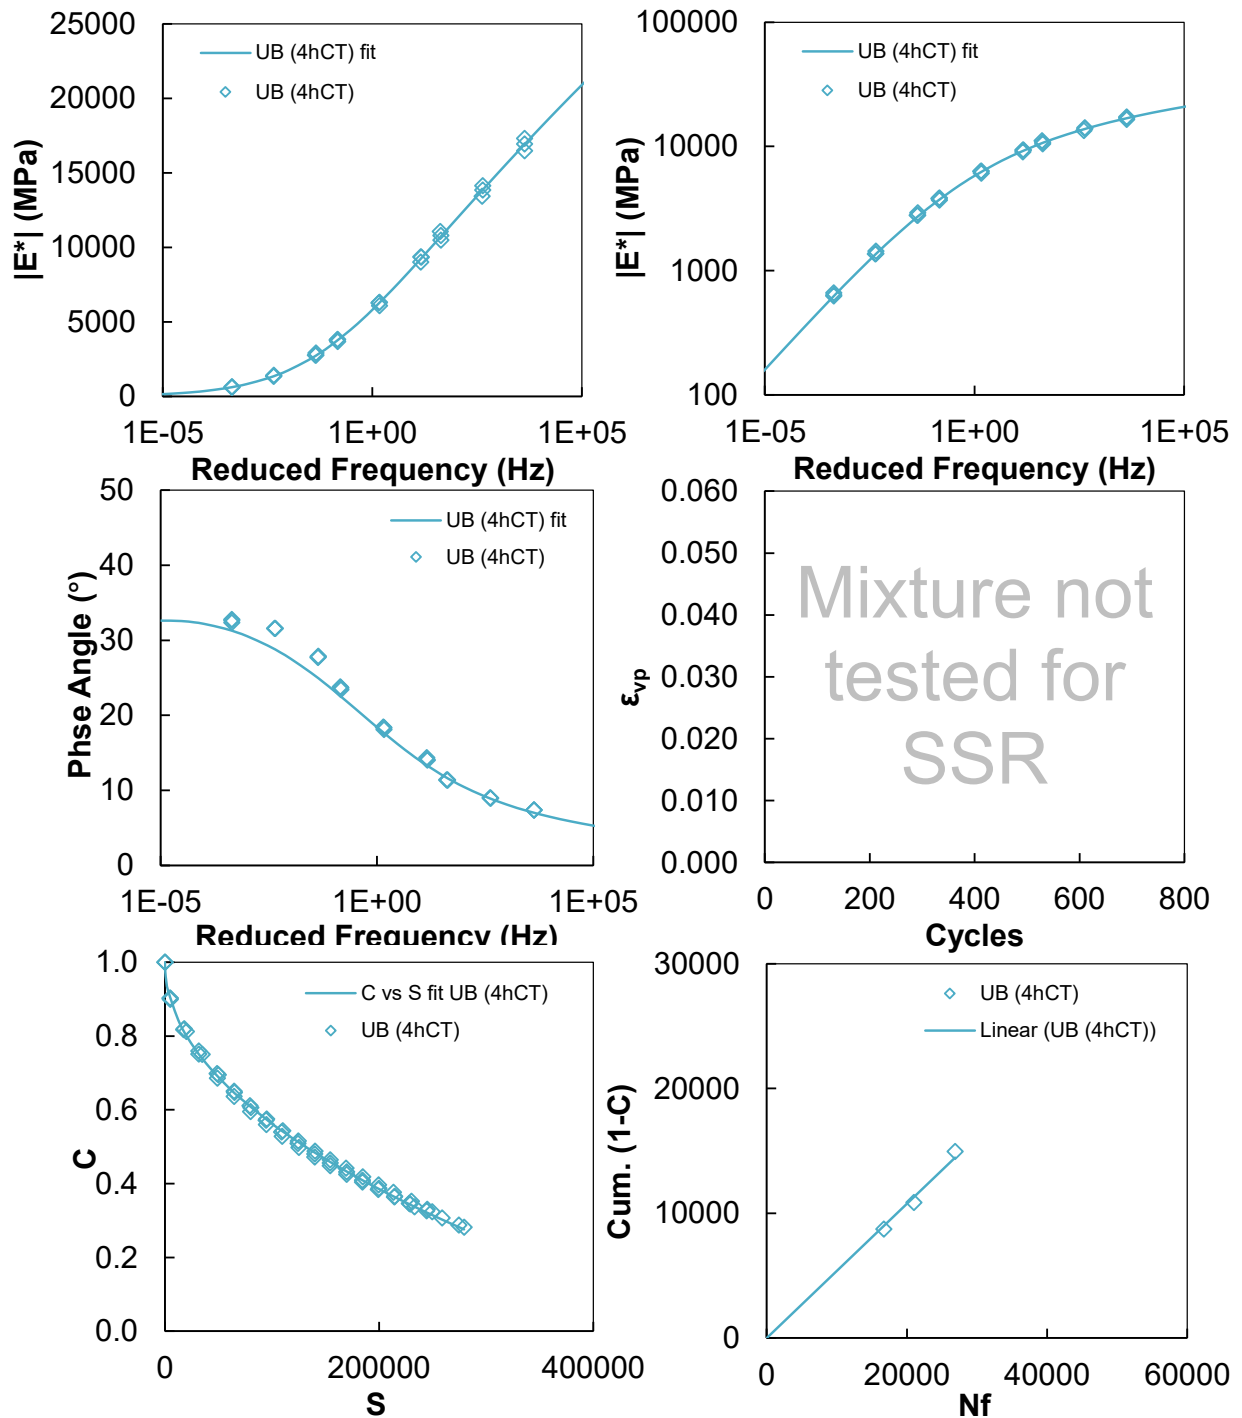 25000
20000
15000
10000
5000
0
|E*| (MPa)
UB (4hCT) fit
UB (4hCT)
1E-05 1E+00 1E+05
Reduced Frequency (Hz)
100000
10000
1000
100
|E*| (MPa)
UB (4hCT) fit
UB (4hCT)
1E-05 1E+00 1E+05
Reduced Frequency (Hz)
50
40
30
20
10
0
Phse Angle (°)
UB (4hCT) fit
UB (4hCT)
1E-05 1E+00 1E+05
Reduced Frequency (Hz)
0.060
0.050
0.040
0.030
0.020
0.010
0.000
εvp
Mixture not
tested for
SSR
0 200 400 600 800
Cycles
1.0
0.8
0.6
0.4
0.2
0.0
C
C vs S fit UB (4hCT)
UB (4hCT)
0 200000 400000
S
30000
20000
10000
0
Cum. (1-C)
UB (4hCT)
Linear (UB (4hCT))
0 20000 40000 60000
Nf